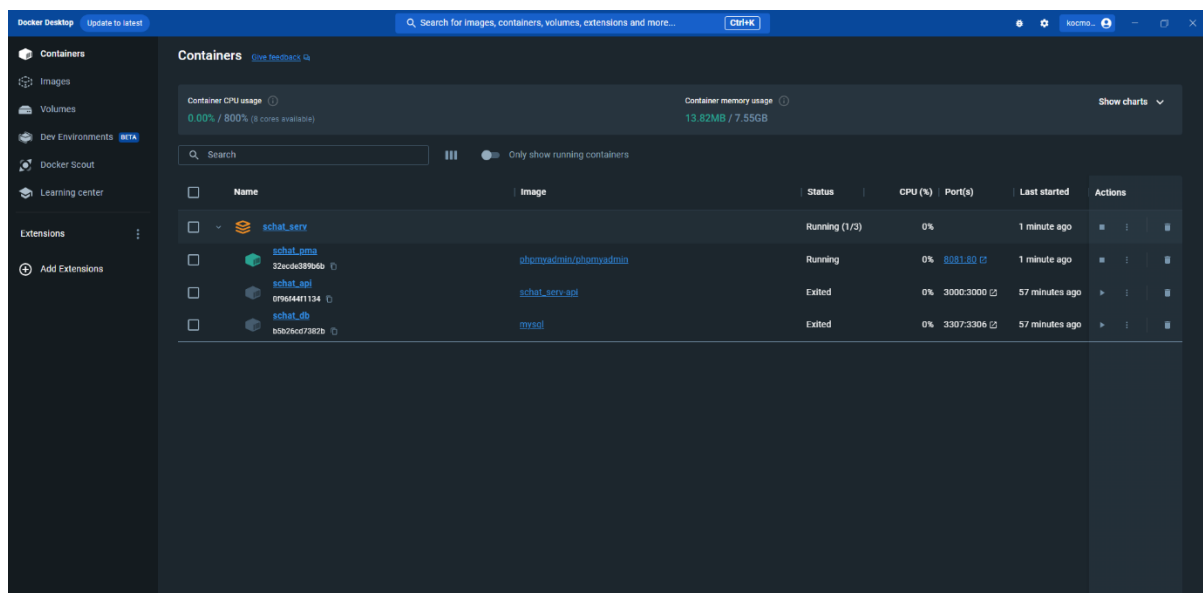 Docker Desktop Update to latest Search for images, containers, volumes, extensions and more... Ctrl+K kocmo...
Containers
Images
Volumes
Dev Environments BETA
Docker Scout
Learning center
Extensions
Add Extensions
Containers Give feedback
Container CPU usage
0.00% / 800% (8 cores available)
Container memory usage
13.82MB / 7.55GB
Show charts
Search Only show running containers
Name Image Status CPU (%) Port(s) Last started Actions
schat_serv Running (1/3) 0% 1 minute ago
schat_pma
32ecde389b6b
phpmyadmin/phpmyadmin Running 0% 8081:80 1 minute ago
schat_api
0f96f44f1134
schat_serv-api Exited 0% 3000:3000 57 minutes ago
schat_db
b5b26cd7382b
mysql Exited 0% 3307:3306 57 minutes ago